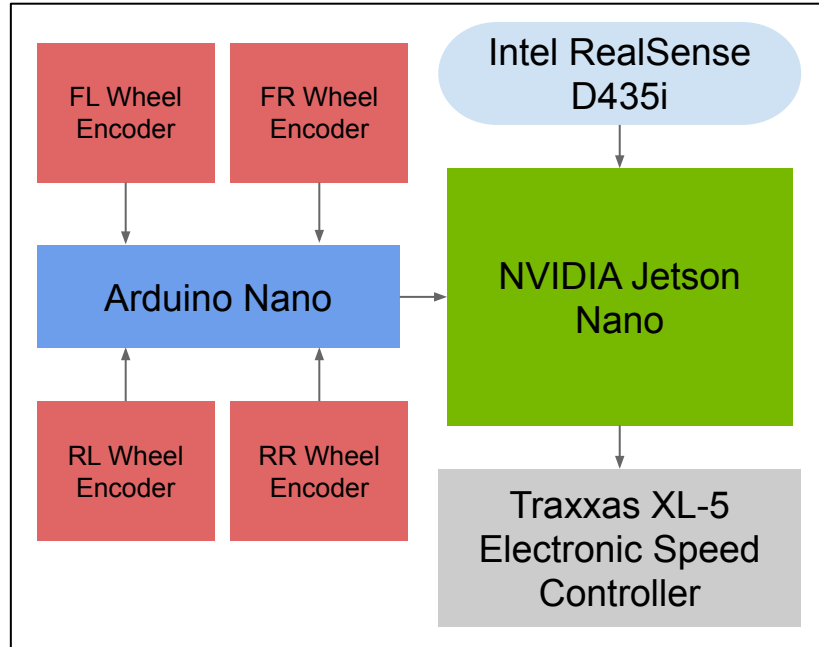 FL Wheel
Encoder
FR Wheel
Encoder
Intel RealSense
D435i
Arduino Nano
NVIDIA Jetson
Nano
RL Wheel
Encoder
RR Wheel
Encoder
Traxxas XL-5
Electronic Speed
Controller